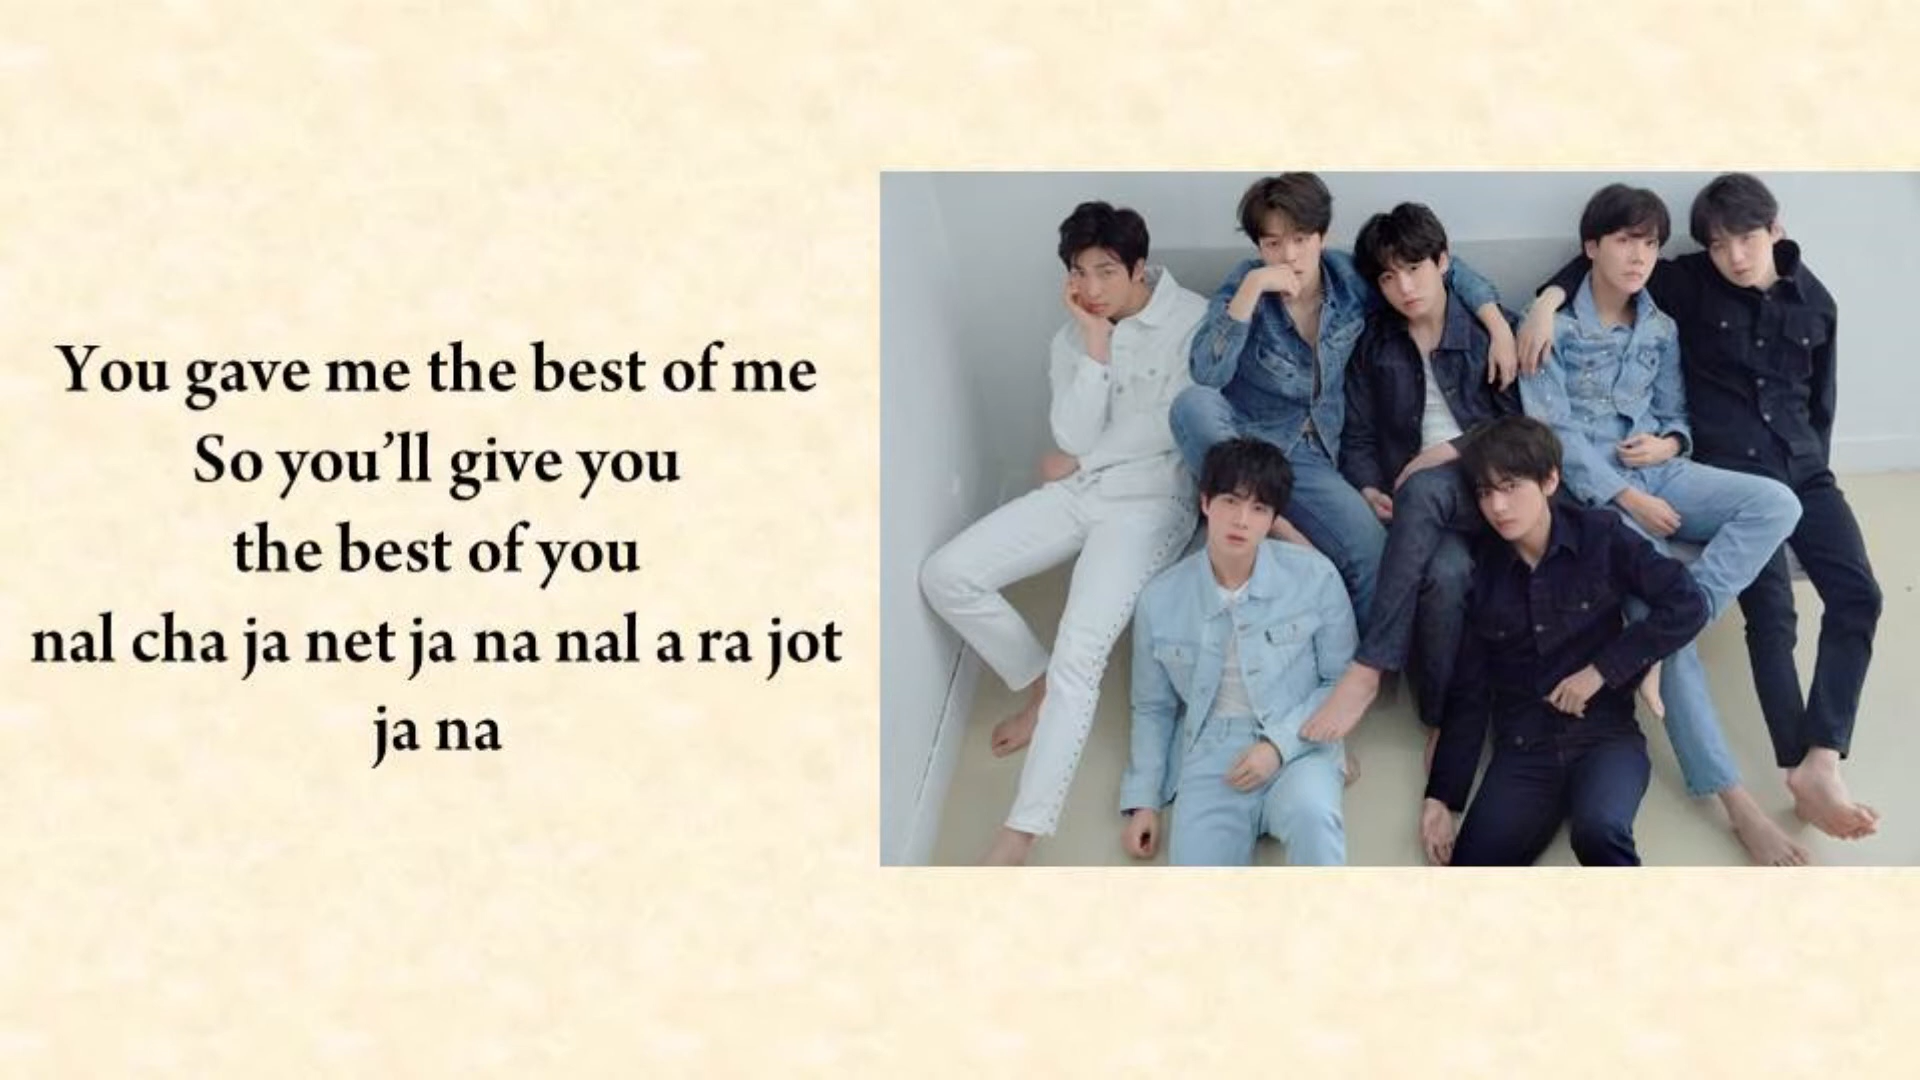 You gave me the best of me
So you’ll give you
the best of you
nal cha ja net ja na nal a ra jot
ja na